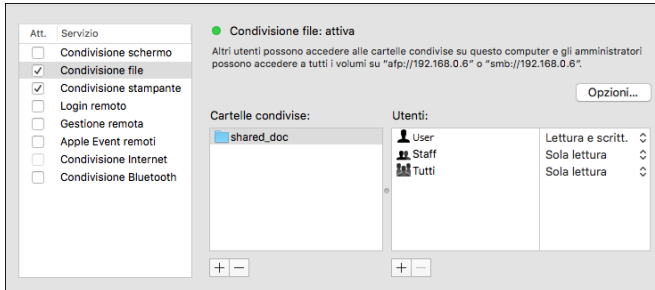 Att. Servizio
Condivisione schermo
Condivisione file
Condivisione stampante
Login remoto
Gestione remota
Apple Event remoti
Condivisione Internet
Condivisione Bluetooth
Condivisione file: attiva
Altri utenti possono accedere alle cartelle condivise su questo computer e gli amministratori
possono accedere a tutti i volumi su “afp://192.168.0.6” o “smb://192.168.0.6”.
Opzioni...
Cartelle condivise:
shared_doc
Utenti:
User Lettura e scritt.
Staff Sola lettura
Tutti Sola lettura